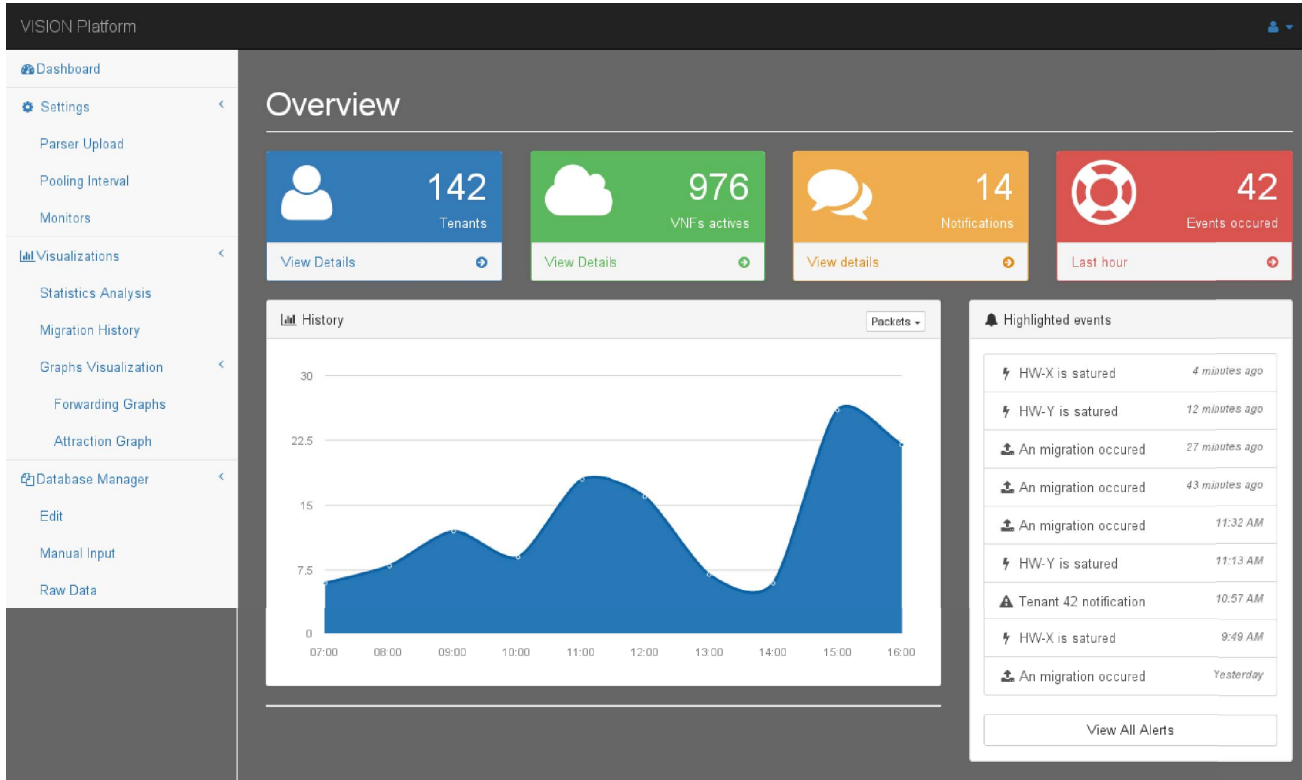 VISION Platform
Dashboard
Settings
Parser Upload
Pooling Interval
Monitors
Visualizations
Statistics Analysis
Migration History
Graphs Visualization
Forwarding Graphs
Attraction Graph
Database Manager
Edit
Manual Input
Raw Data
Overview
142
Tenants
View Details
976
VNFs actives
View Details
14
Notifications
View details
42
Events occured
Last hour
History
Packets
30
22.5
15
7.5
0
07:00 08:00 09:00 10:00 11:00 12:00 13:00 14:00 15:00 16:00
Highlighted events
HW-X is satured 4 minutes ago
HW-Y is satured 12 minutes ago
An migration occured 27 minutes ago
An migration occured 43 minutes ago
An migration occured 11:32 AM
HW-Y is satured 11:13 AM
Tenant 42 notification 10:57 AM
HW-X is satured 9:49 AM
An migration occured Yesterday
View All Alerts